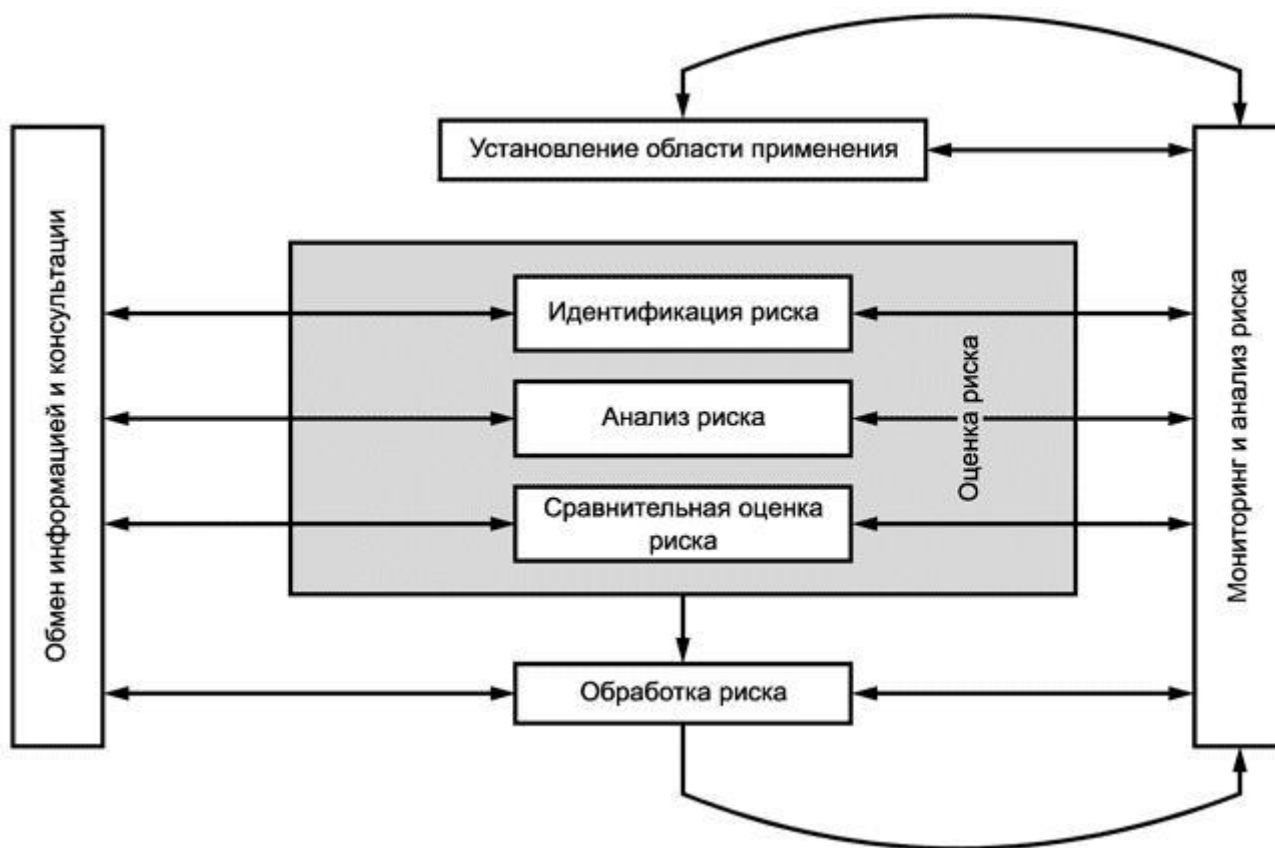 Установление области применения
Обмен информацией и консультации
Идентификация риска
Анализ риска
Сравнительная оценка
риска
Оценка риска
Мониторинг и анализ риска
Обработка риска